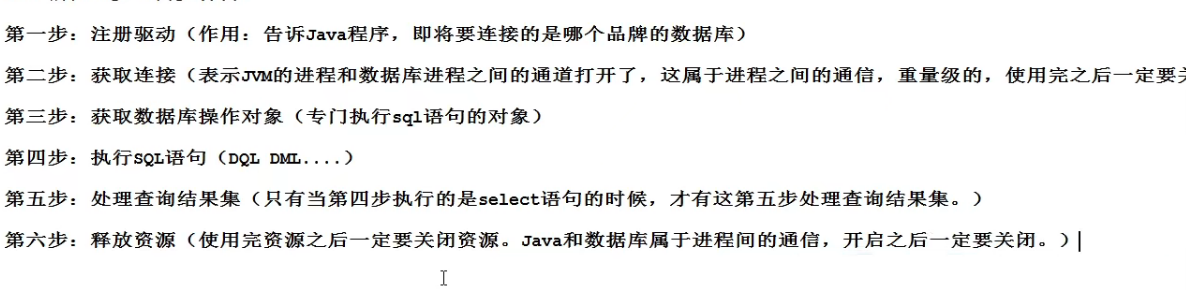 第一步：注册驱动（作用：告诉Java程序，即将要连接的是哪个品牌的数据库）
第二步：获取连接（表示JVM的进程和数据库进程之间的通道打开了，这属于进程之间的通信，重量级的，使用完之后一定要
第三步：获取数据库操作对象（专门执行sql语句的对象）
第四步：执行SQL语句（DQL DML....）
第五步：处理查询结果集（只有当第四步执行的是select语句的时候，才有这第五步处理查询结果集。）
第六步：释放资源（使用完资源之后一定要关闭资源。Java和数据库属于进程间的通信，开启之后一定要关闭。）